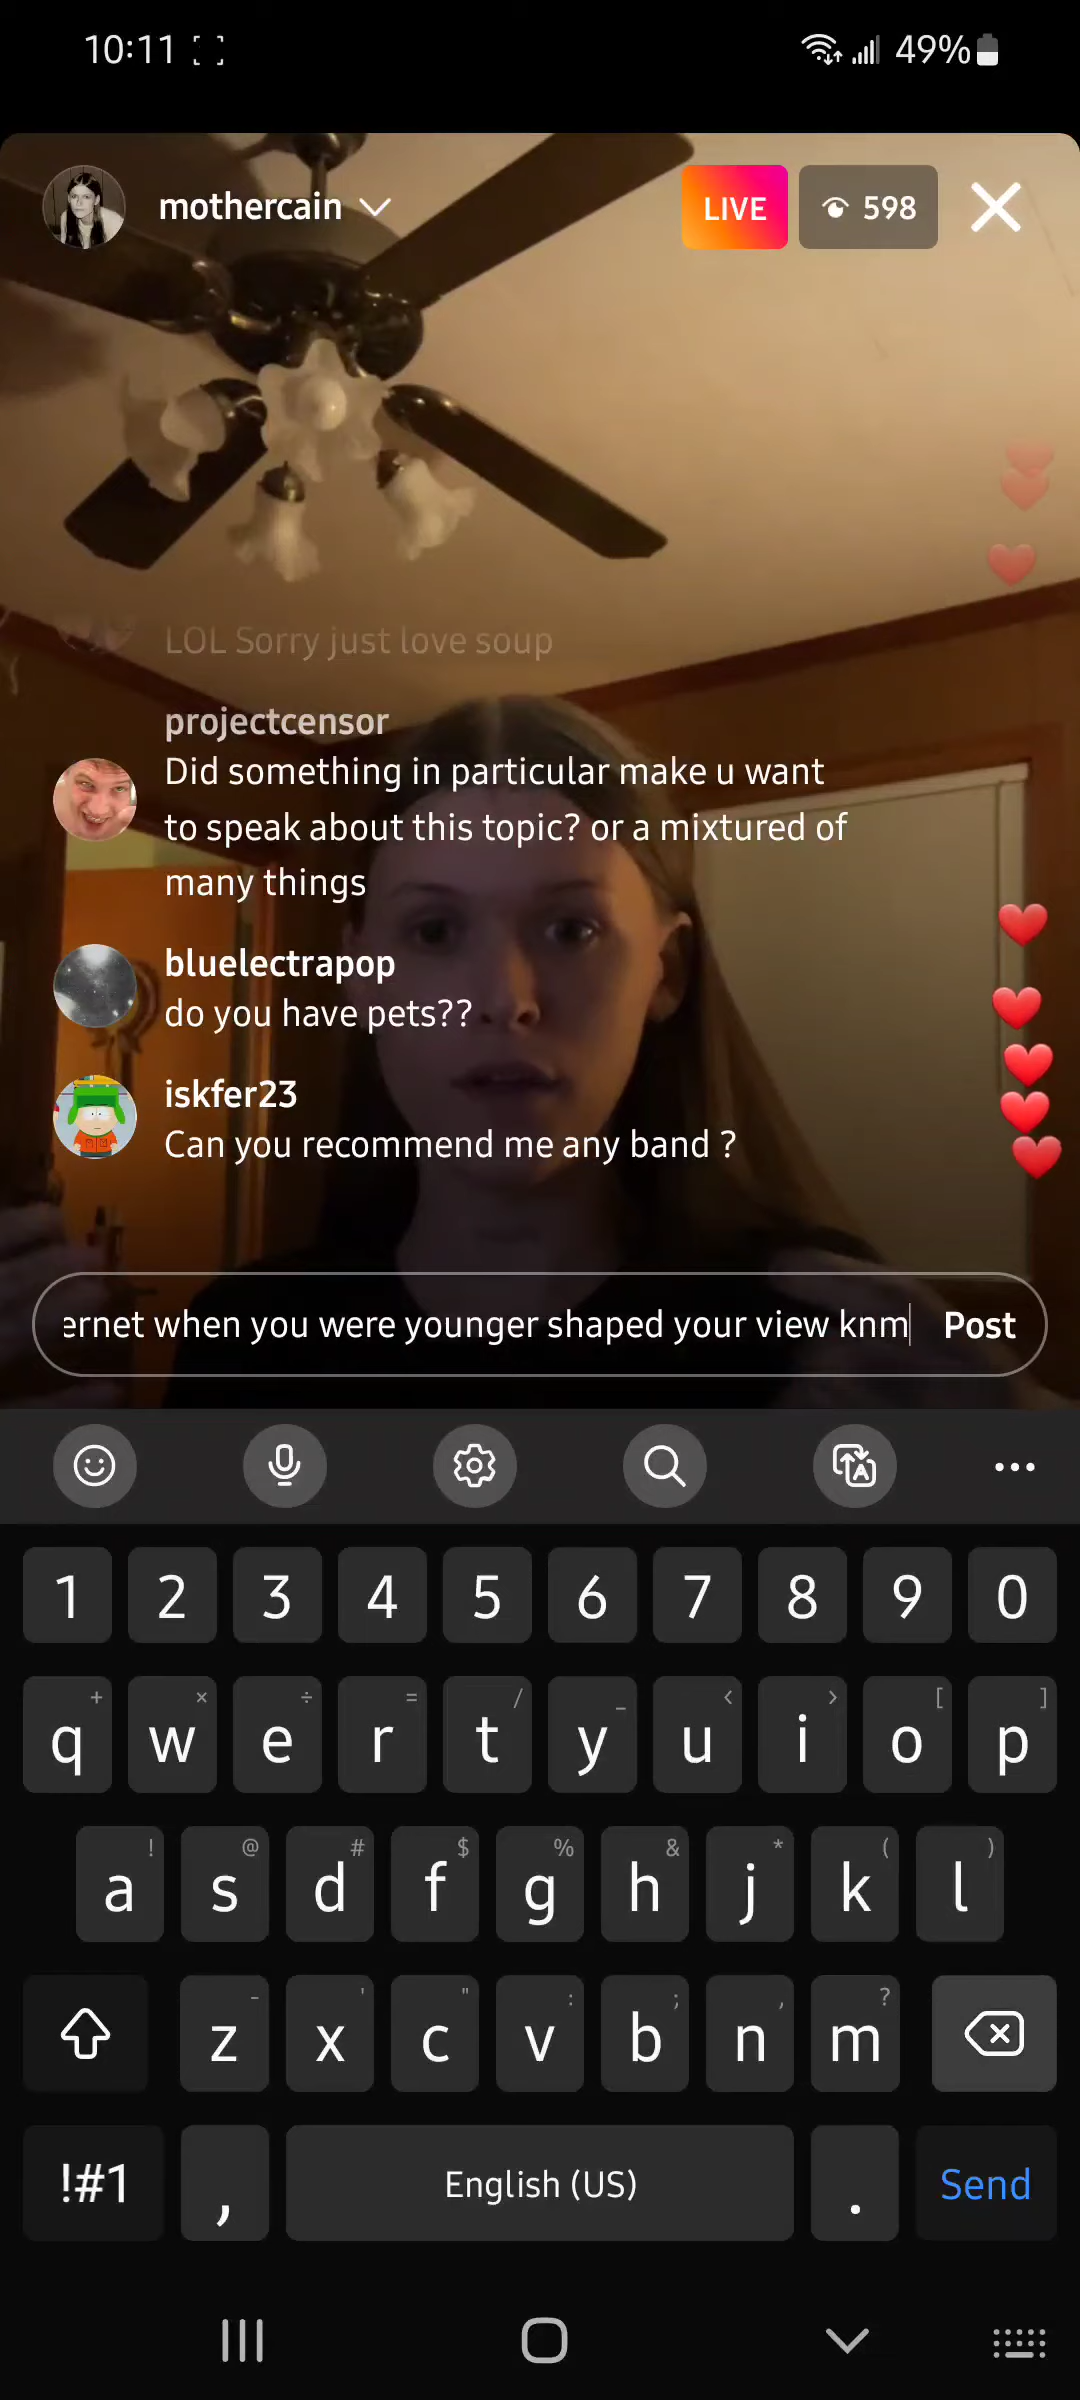 10:11 49%
mothercain LIVE 598
LOL Sorry just love soup
projectcensor
Did something in particular make u want
to speak about this topic? or a mixtured of
many things
bluelectrapop
do you have pets??
iskfer23
Can you recommend me any band ?
ernet when you were younger shaped your view knm Post
1 2 3 4 5 6 7 8 9 0
+ × ÷ = / _ < > [ ]
q w e r t y u i o p
! @ # $ % & * ( )
a s d f g h j k l
- ' " : ; , ?
z x c v b n m
!#1 , English (US) . Send